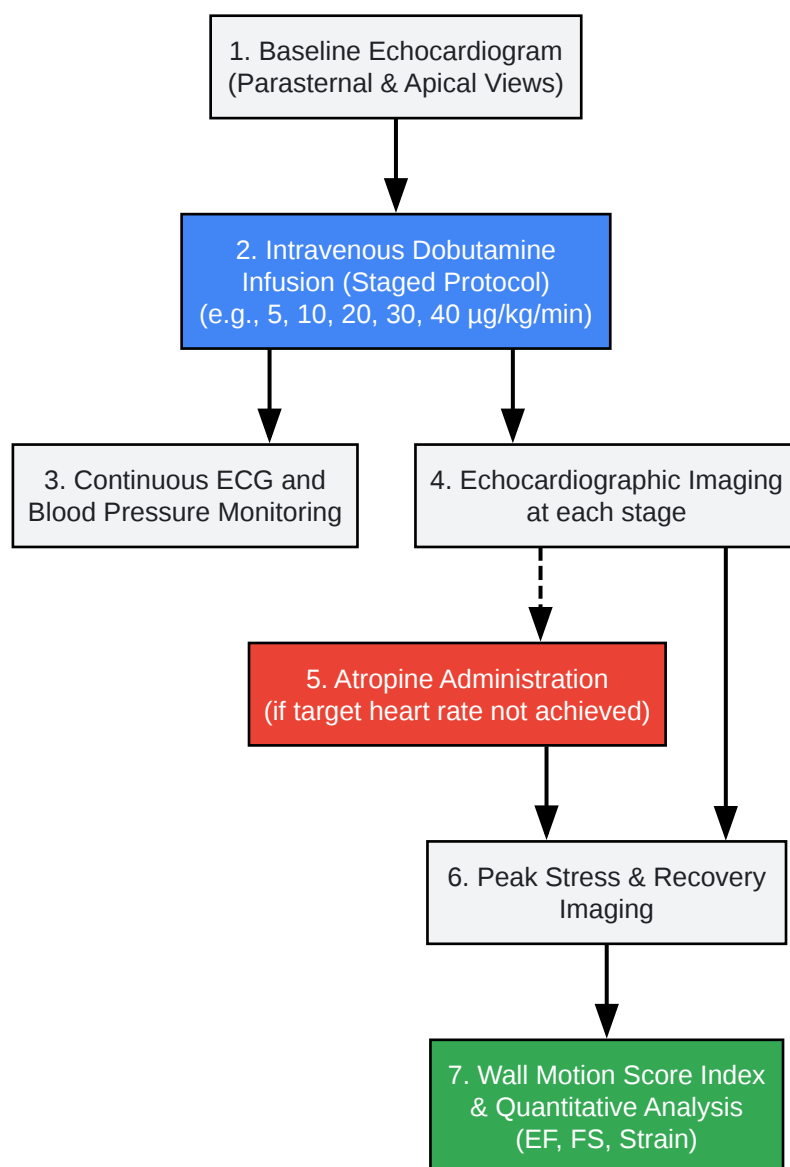 1. Baseline Echocardiogram
(Parasternal & Apical Views)
2. Intravenous Dobutamine
Infusion (Staged Protocol)
(e.g., 5, 10, 20, 30, 40 µg/kg/min)
3. Continuous ECG and
Blood Pressure Monitoring
4. Echocardiographic Imaging
at each stage
5. Atropine Administration
(if target heart rate not achieved)
6. Peak Stress & Recovery
Imaging
7. Wall Motion Score Index
& Quantitative Analysis
(EF, FS, Strain)